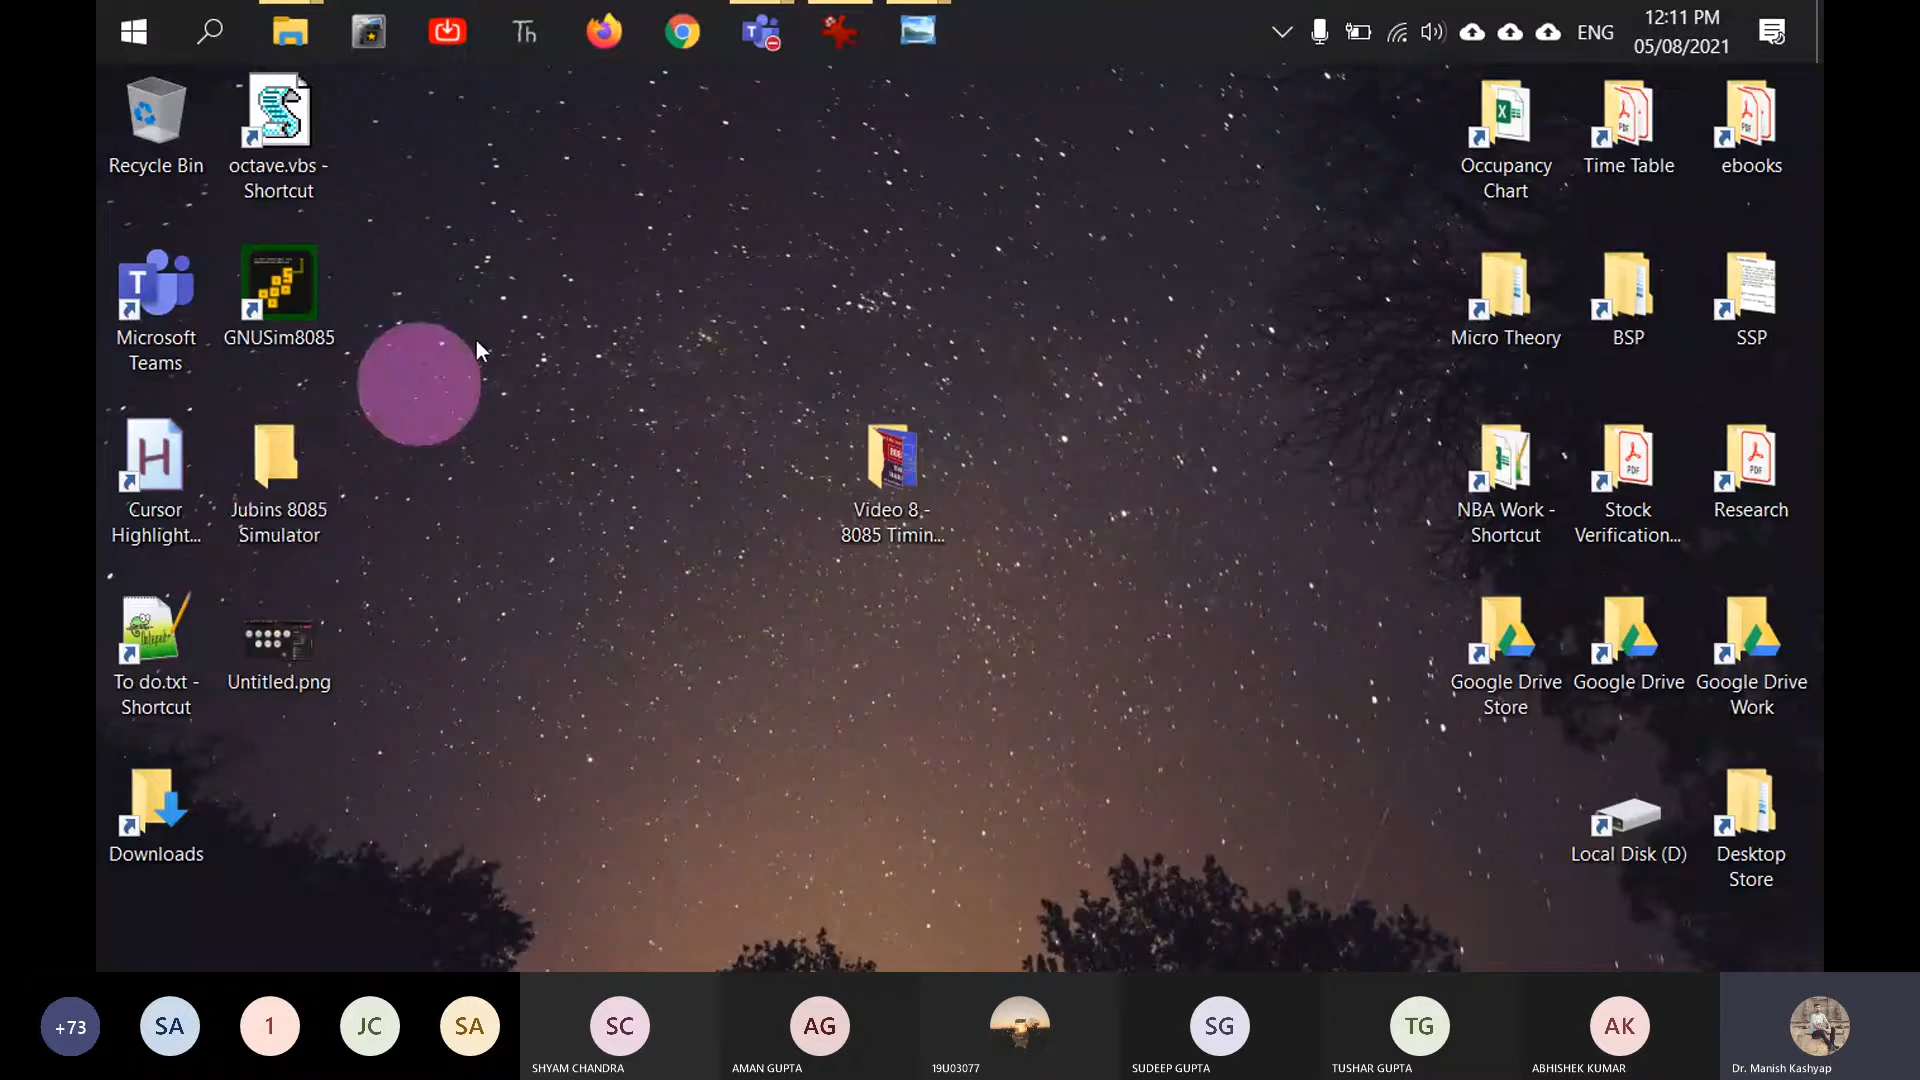 Th
ENG
12:11 PM
05/08/2021
Recycle Bin
octave.vbs -
Shortcut
Occupancy
Chart
Time Table
ebooks
Microsoft
Teams
GNUSim8085
Micro Theory
BSP
SSP
Cursor
Highlight...
Jubins 8085
Simulator
Video 8 -
8085 Timin...
NBA Work -
Shortcut
Stock
Verification...
Research
To do.txt -
Shortcut
Untitled.png
Google Drive
Store
Google Drive
Google Drive
Work
Downloads
Local Disk (D)
Desktop
Store
+73
SA
1
JC
SA
SC
AG
SG
TG
AK
SHYAM CHANDRA
AMAN GUPTA
19U03077
SUDEEP GUPTA
TUSHAR GUPTA
ABHISHEK KUMAR
Dr. Manish Kashyap